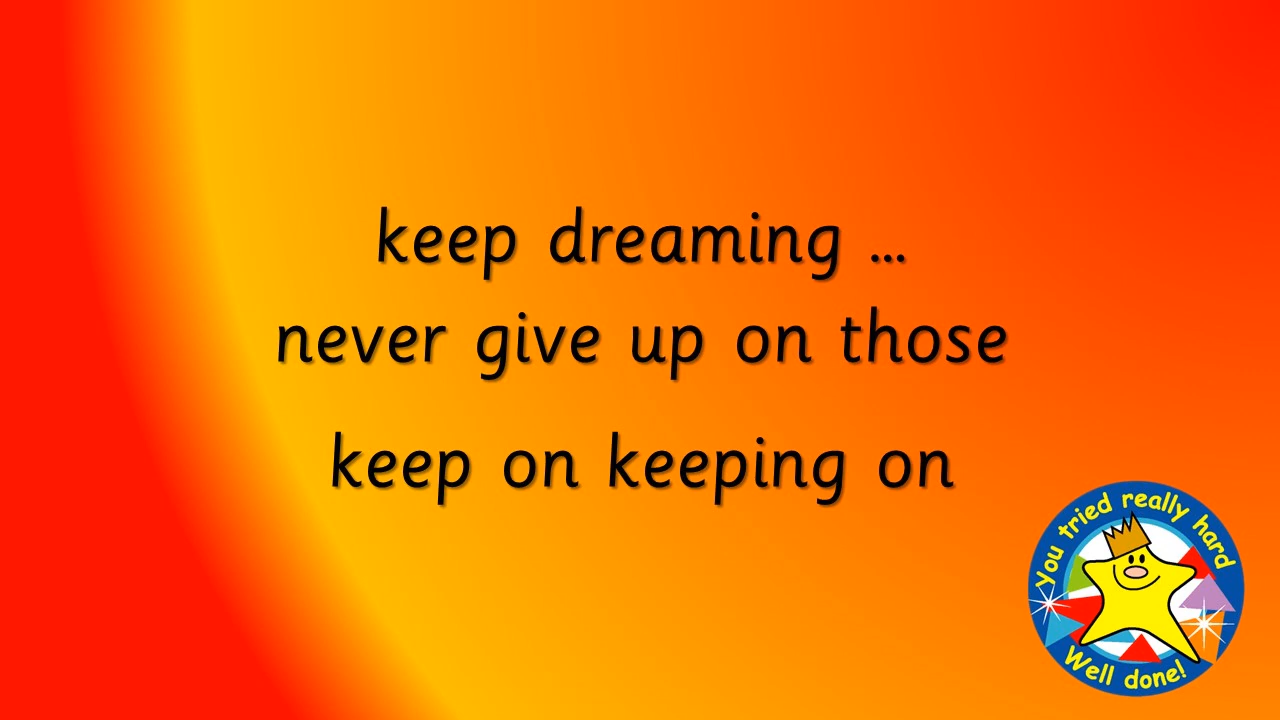 keep dreaming ...
never give up on those
keep on keeping on
You tried really hard
Well done!